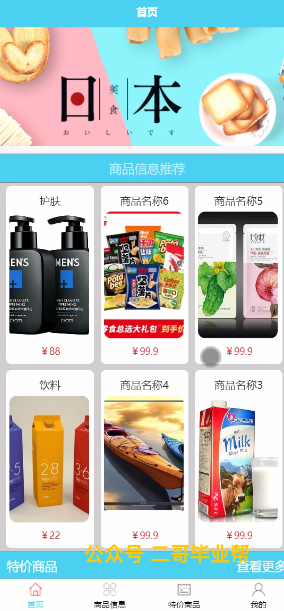 首页
日本
美食
おいしいです
商品信息推荐
护肤
商品名称6
商品名称5
MENS
MENS
零食总选大礼包 到手价
￥88
￥99.9
￥99.9
饮料
商品名称4
商品名称3
28
Milk
￥22
￥99.9
￥99.9
公众号 二哥毕业帮
特价商品
查看更多
首页
商品信息
特价商品
我的